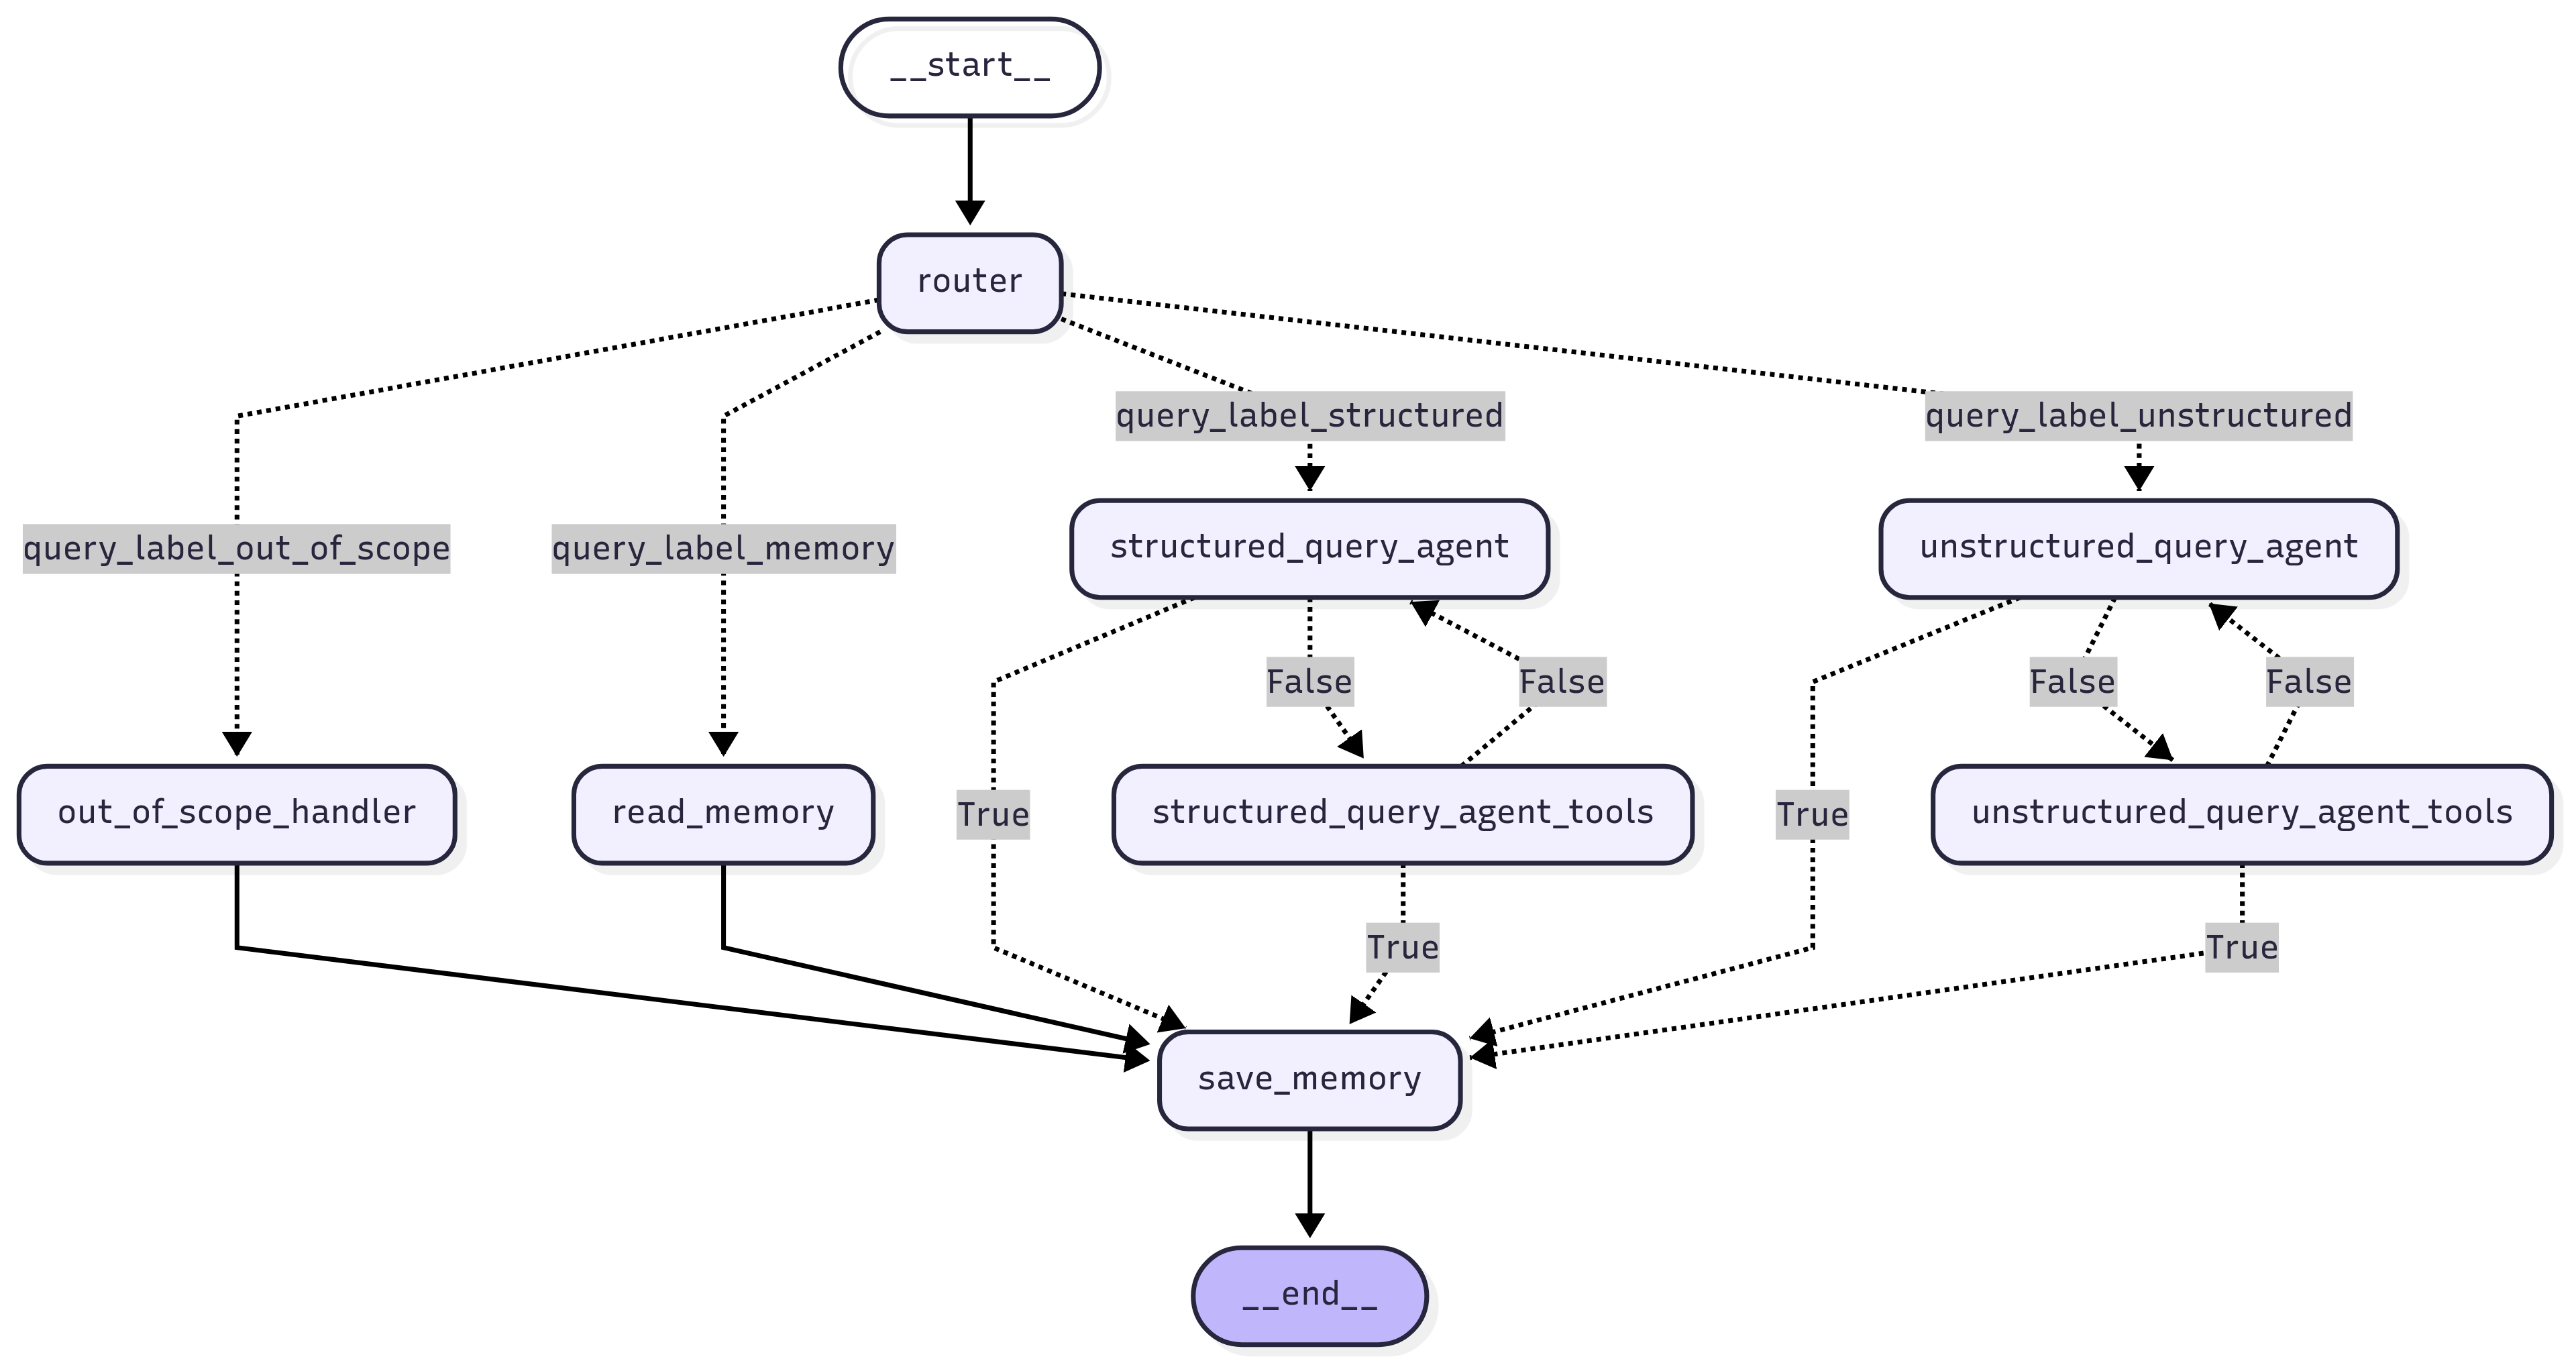 __start__
router
query_label_structured
query_label_unstructured
query_label_out_of_scope
query_label_memory
structured_query_agent
unstructured_query_agent
False
False
False
False
out_of_scope_handler
read_memory
True
structured_query_agent_tools
True
unstructured_query_agent_tools
True
True
save_memory
__end__